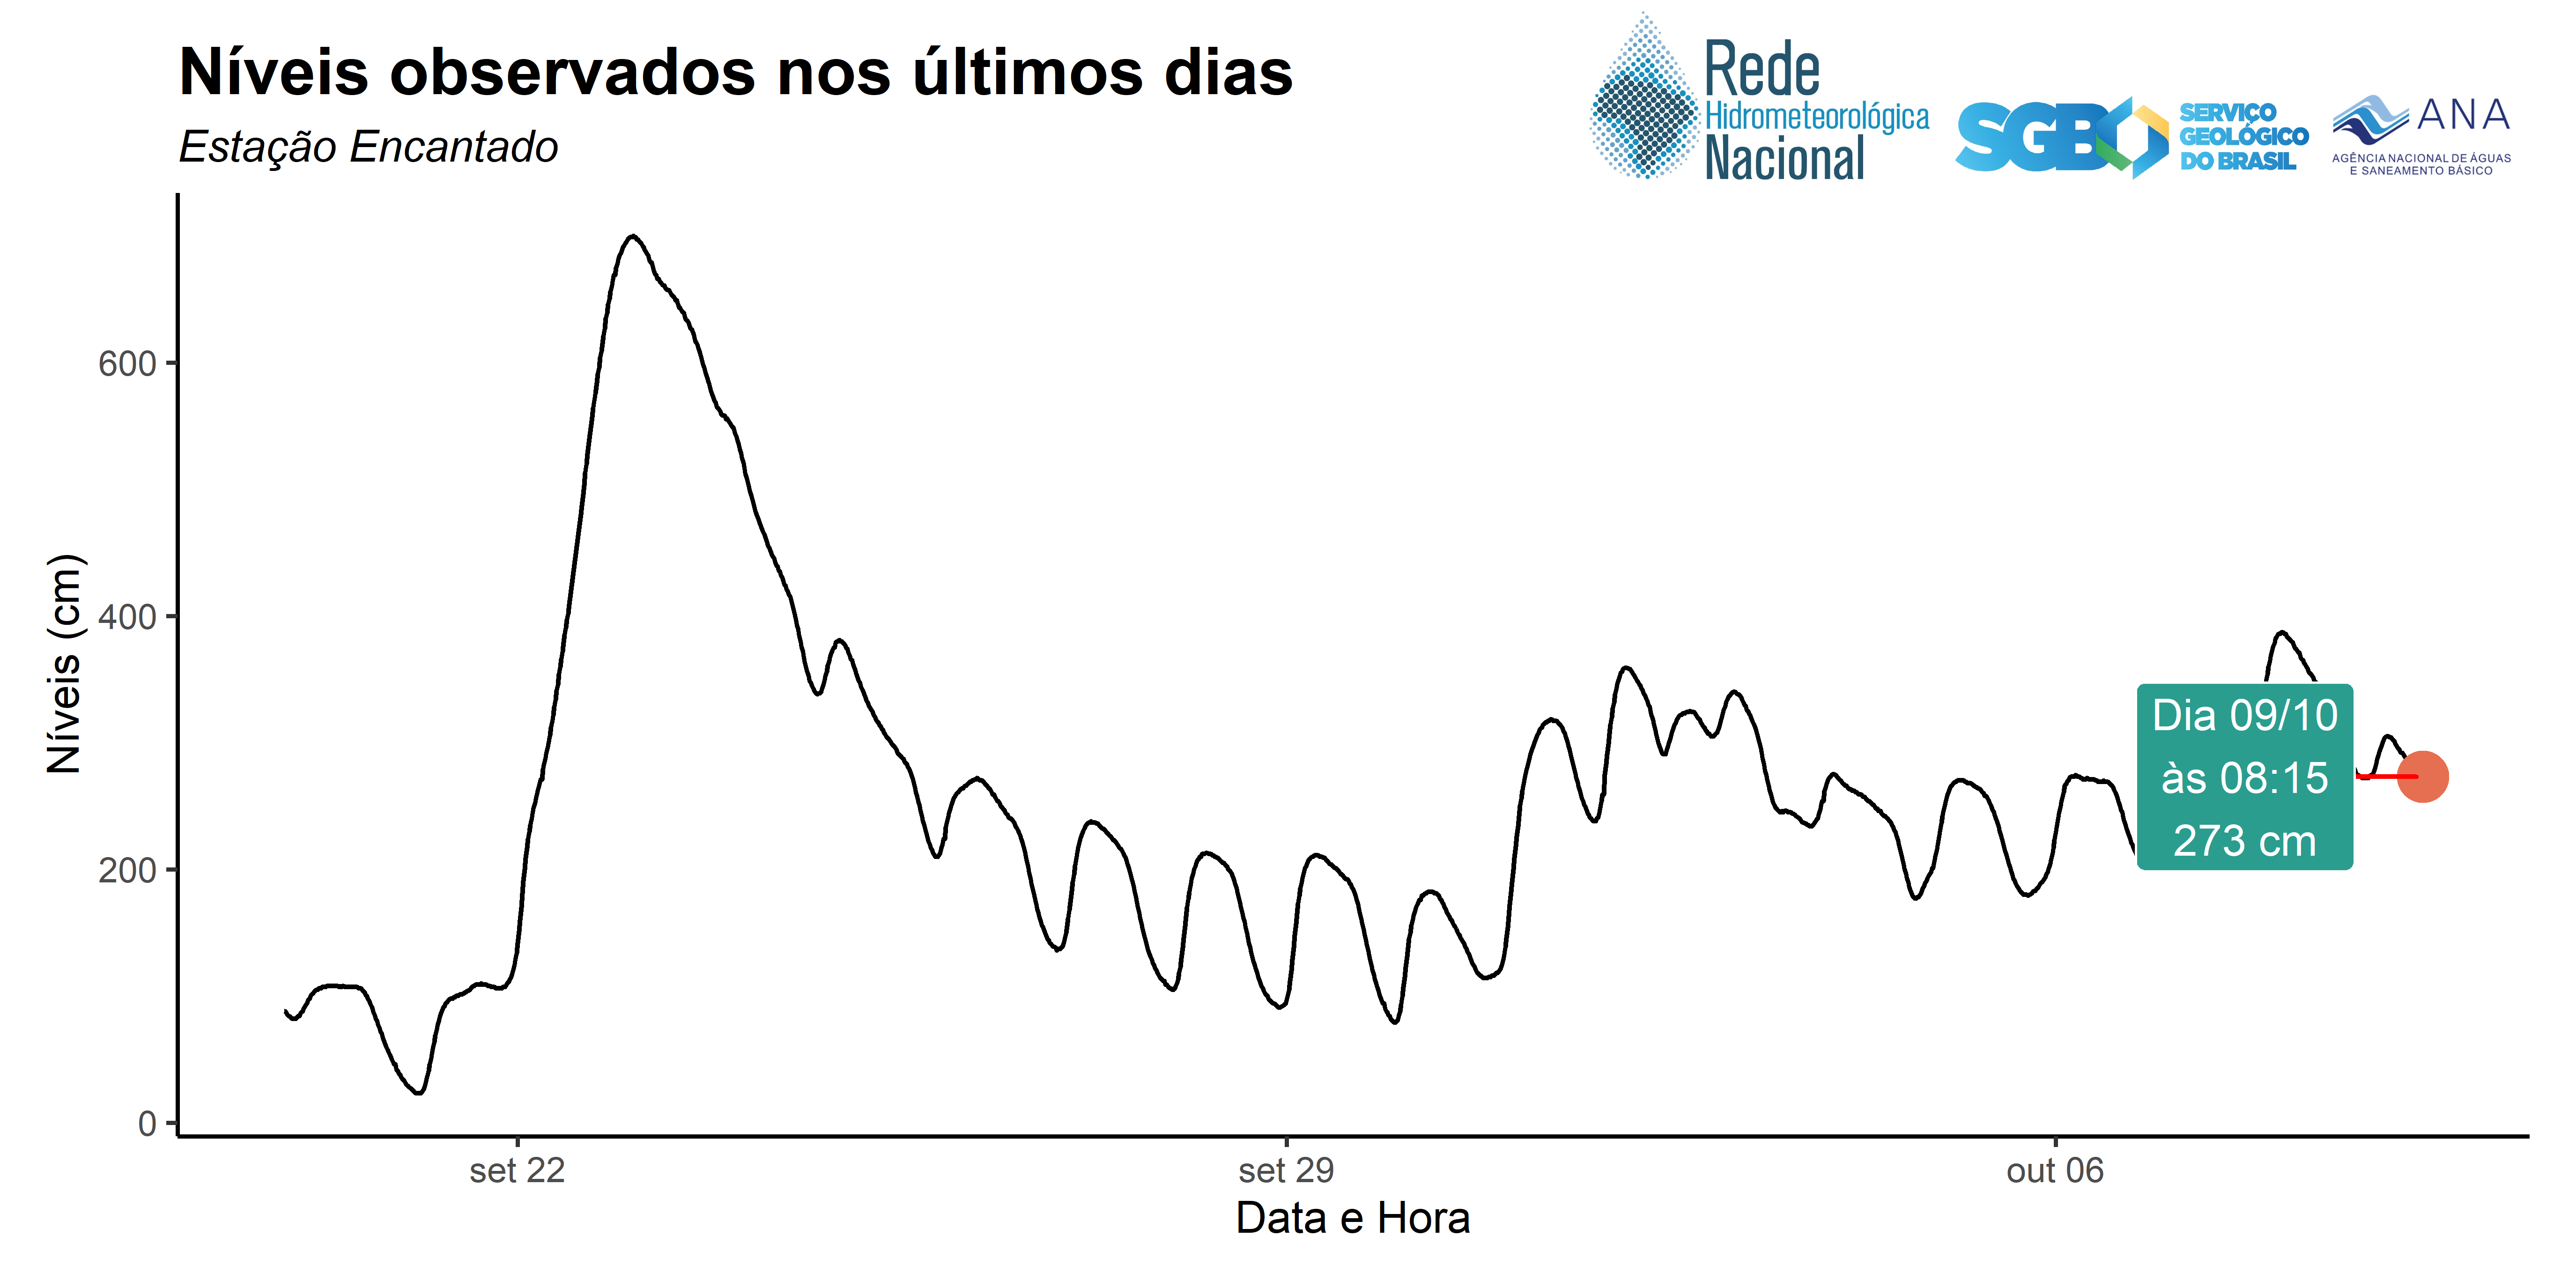 Níveis observados nos últimos dias
Estação Encantado
Rede
Hidrometeorológica
Nacional
SGB
SERVIÇO
GEOLÓGICO
DO BRASIL
ANA
AGÊNCIA NACIONAL DE ÁGUAS
E SANEAMENTO BÁSICO
Níveis (cm)
600
400
200
0
Dia 09/10
às 08:15
273 cm
set 22
set 29
out 06
Data e Hora